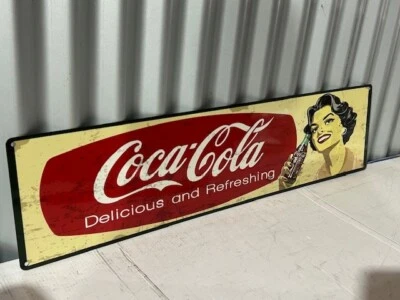 Coca-Cola
Delicious and Refreshing